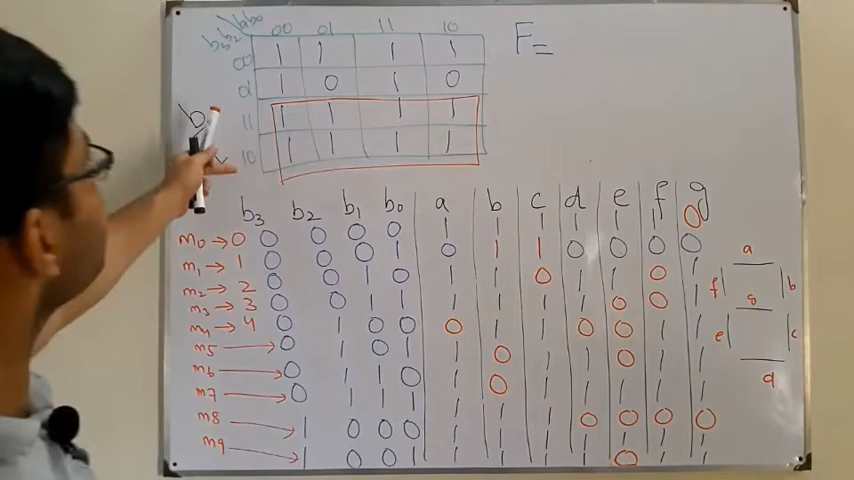 b3b2 b1b0 00 01 11 10
00 1 1 1 1
01 1 0 1 0
11 1 1 1 1
10 1 1 1 1
F=
b3 b2 b1 b0 a b c d e f g
m0 → 0 0 0 0 0 1 1 1 1 1 1 0
m1 → 1 0 0 0 1 0 1 1 0 0 0 0
m2 → 2 0 0 1 0 1 1 0 1 1 0 1
m3 → 3 0 0 1 1 1 1 1 1 0 0 1
m4 → 4 0 1 0 0 0 1 1 0 0 1 1
m5 → 0 1 0 1 1 0 1 1 0 1 1
m6 → 0 1 1 0 1 0 1 1 1 1 1
m7 → 0 1 1 1 1 1 1 0 0 0 0
m8 → 1 0 0 0 1 1 1 1 1 1 1
m9 → 1 0 0 1 1 1 1 1 0 1 1
a
f b
g
e c
d